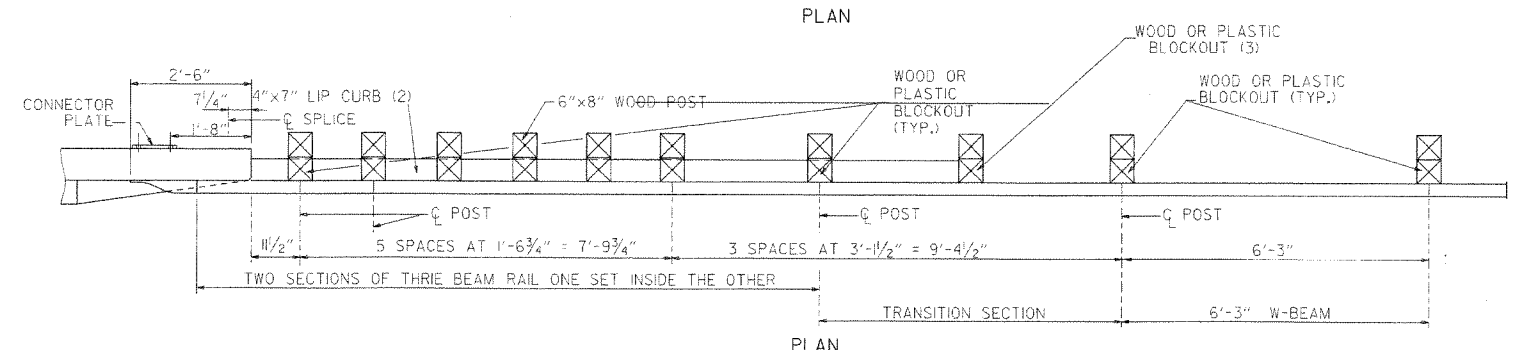 PLAN
WOOD OR PLASTIC
BLOCKOUT (3)
2'-6"
WOOD OR
PLASTIC
BLOCKOUT
(TYP.)
WOOD OR PLASTIC
BLOCKOUT (TYP.)
7 1/4"
4"x7" LIP CURB (2)
6"x8" WOOD POST
CONNECTOR
PLATE
℄ SPLICE
1'-8"
℄ POST
℄ POST
℄ POST
11 1/2"
5 SPACES AT 1'-6 3/4" = 7'-9 3/4"
3 SPACES AT 3'-1 1/2" = 9'-4 1/2"
6'-3"
TWO SECTIONS OF THRIE BEAM RAIL ONE SET INSIDE THE OTHER
TRANSITION SECTION
6'-3" W-BEAM
PLAN